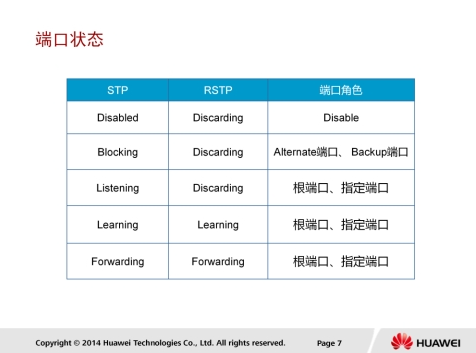 端口状态
STP RSTP 端口角色
Disabled Discarding Disable
Blocking Discarding Alternate端口、 Backup端口
Listening Discarding 根端口、指定端口
Learning Learning 根端口、指定端口
Forwarding Forwarding 根端口、指定端口
Copyright © 2014 Huawei Technologies Co., Ltd. All rights reserved. Page 7 HUAWEI